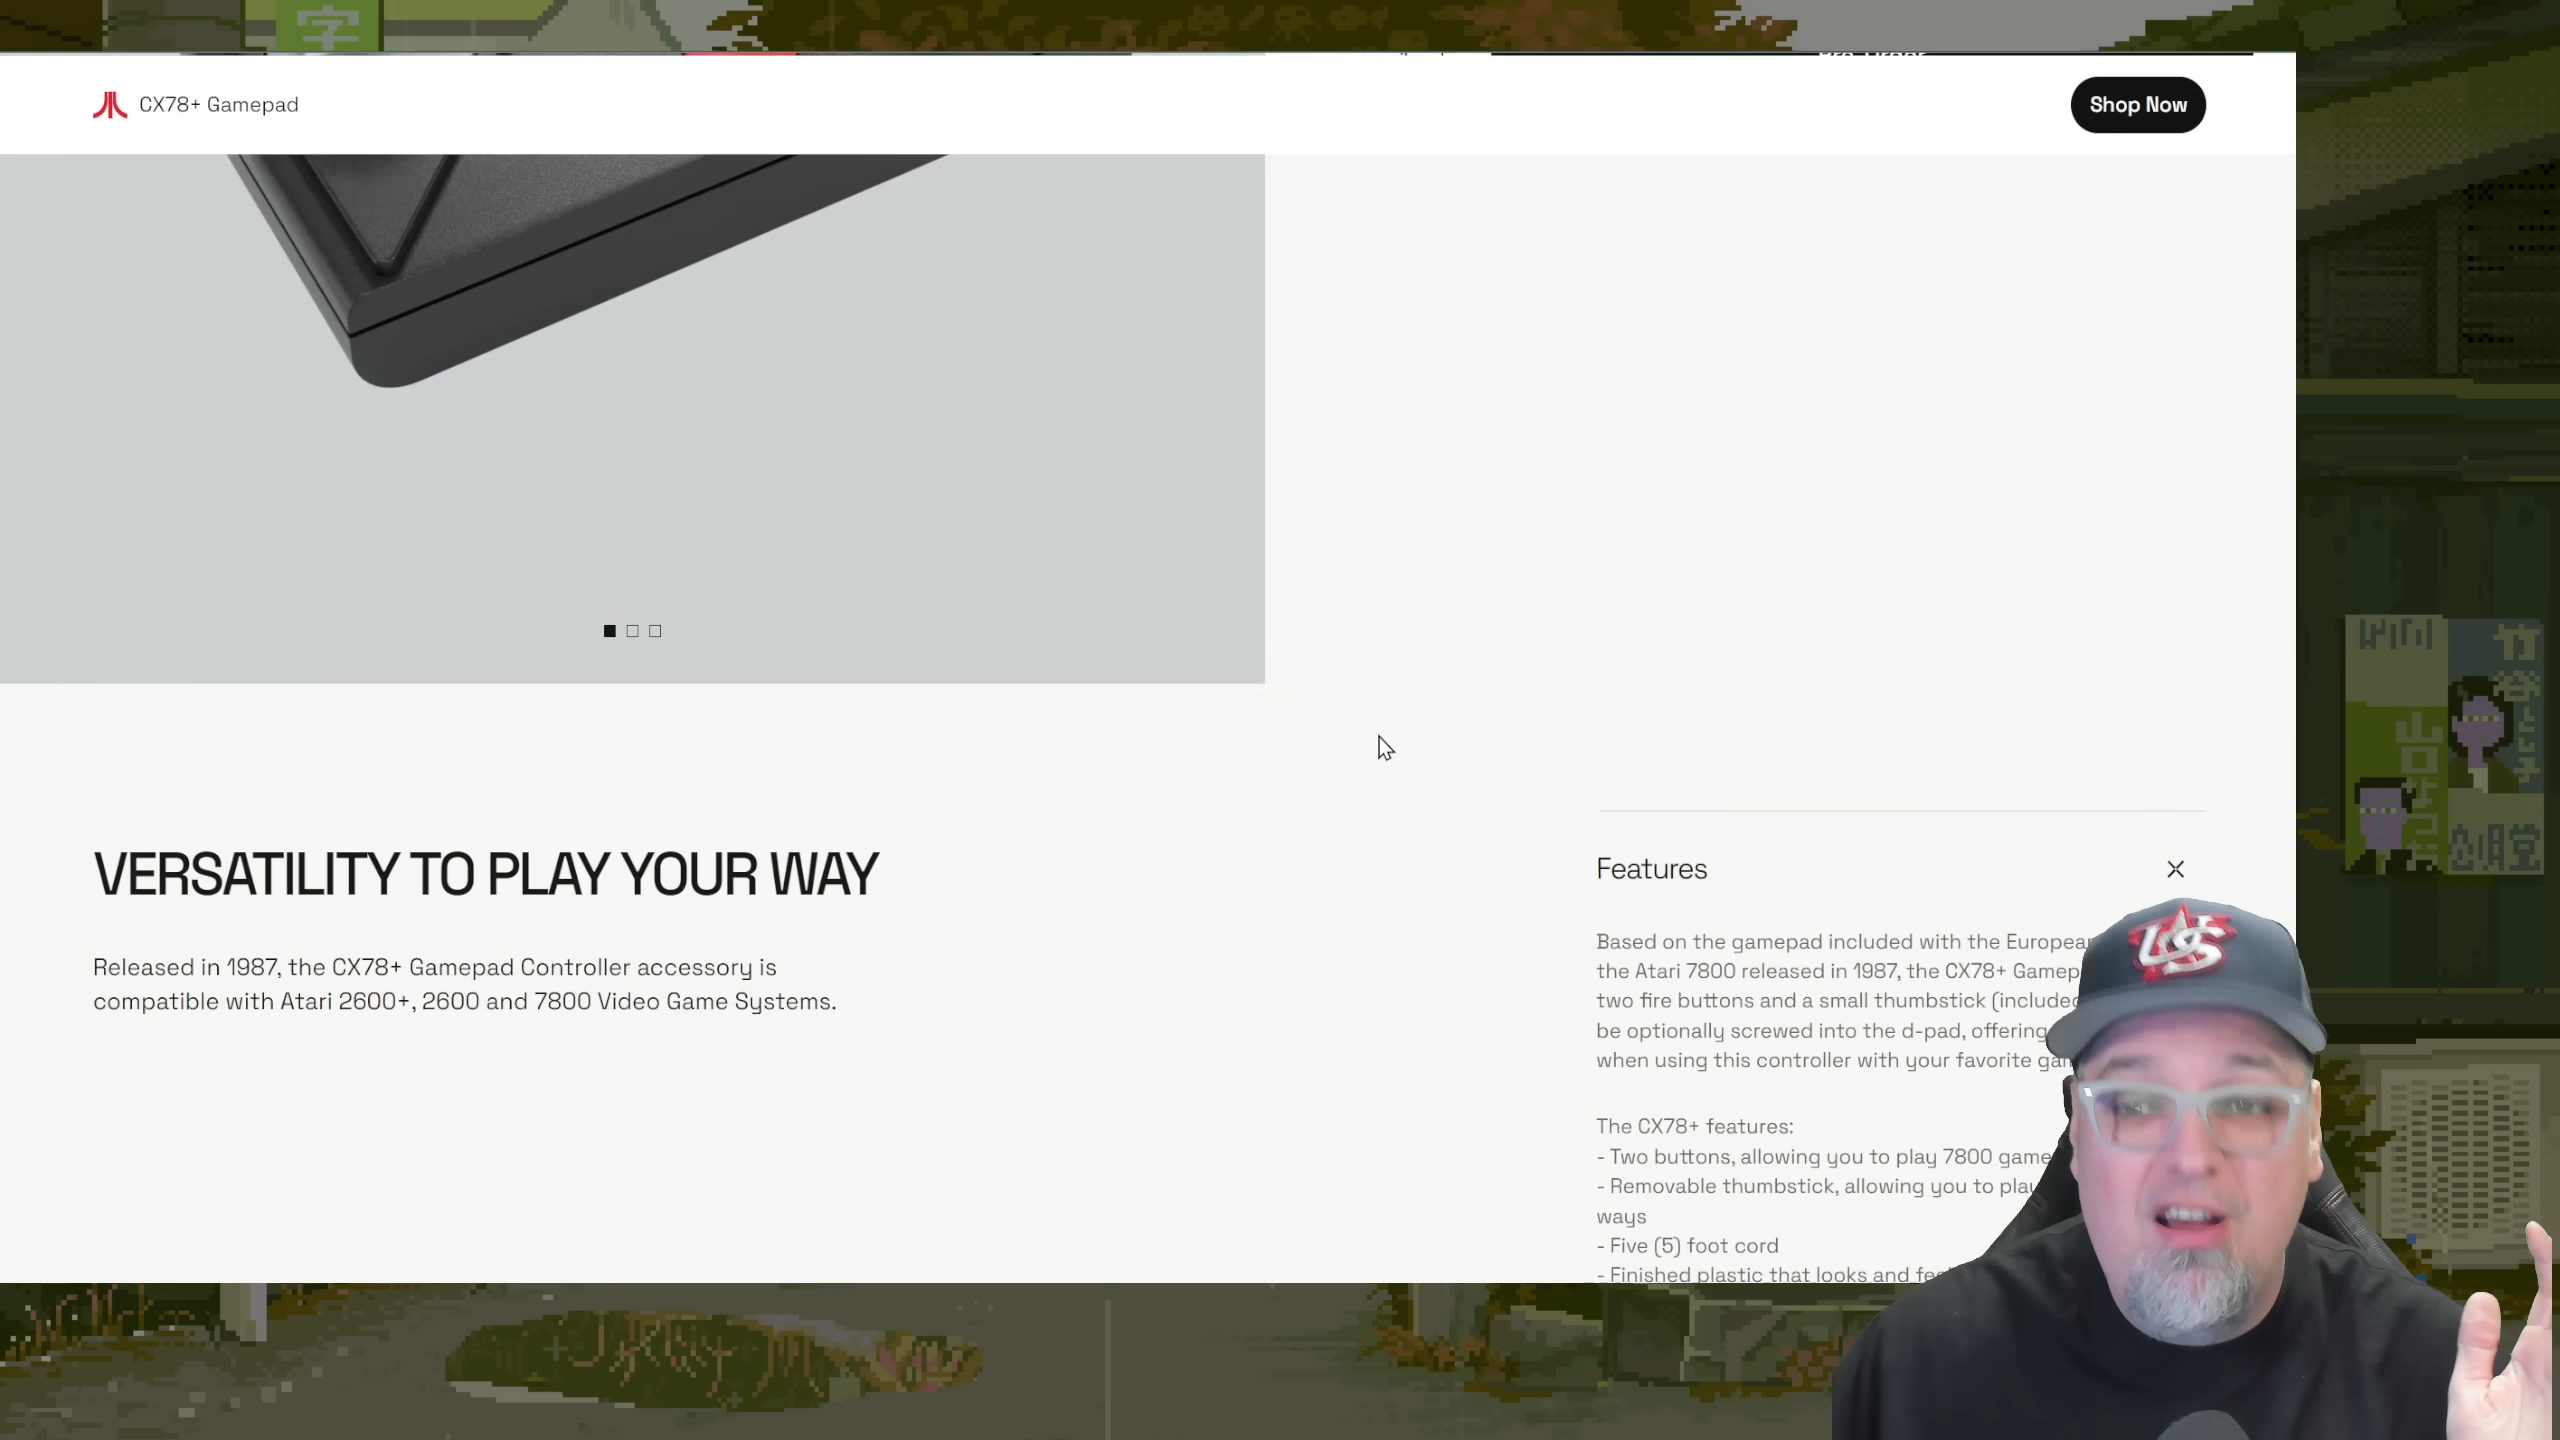 字
CX78+ Gamepad
Shop Now
VERSATILITY TO PLAY YOUR WAY
Released in 1987, the CX78+ Gamepad Controller accessory is
compatible with Atari 2600+, 2600 and 7800 Video Game Systems.
Features
Based on the gamepad included with the European
the Atari 7800 released in 1987, the CX78+
two fire buttons and a small thumbstick (included
be optionally screwed into the d-pad, offering
when using this controller with your favorite
The CX78+ features:
- Two buttons, allowing you to play 7800
- Removable thumbstick, allowing you to play
ways
- Five (5) foot cord
- Finished plastic that looks and
US